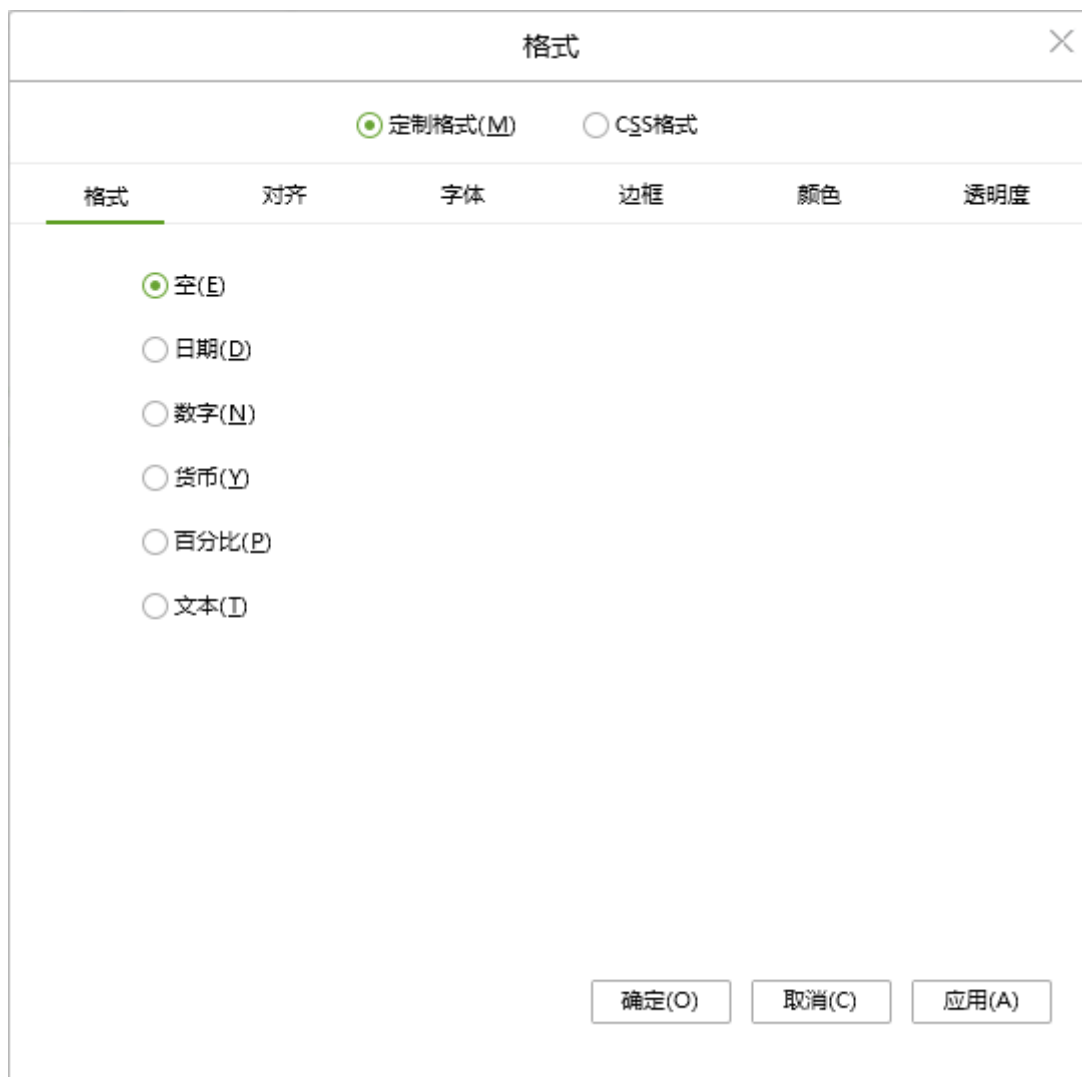 格式
定制格式(M) CSS格式
格式 对齐 字体 边框 颜色 透明度
空(E)
日期(D)
数字(N)
货币(Y)
百分比(P)
文本(T)
确定(O) 取消(C) 应用(A)